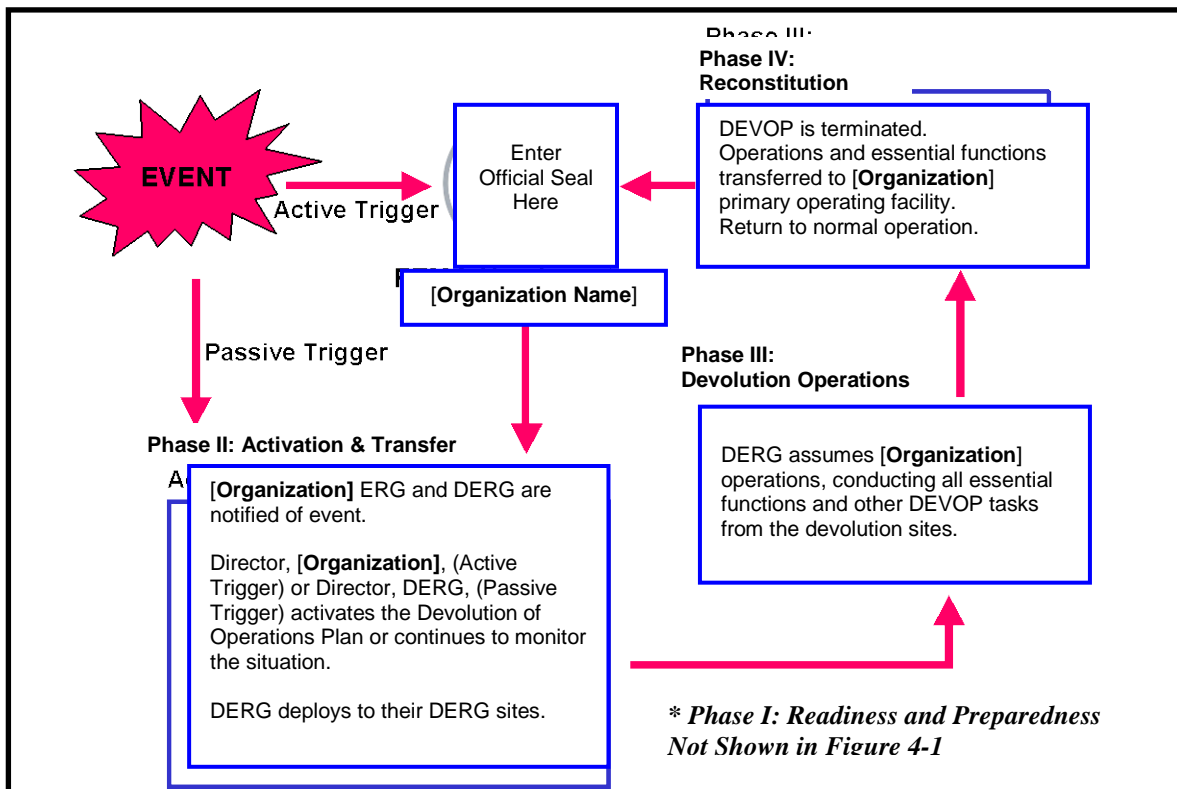 Phase III:
Phase IV:
Reconstitution
DEVOP is terminated.
Operations and essential functions
transferred to [Organization]
primary operating facility.
Return to normal operation.
EVENT
Active Trigger
Enter
Official Seal
Here
[Organization Name]
Passive Trigger
Phase II: Activation & Transfer
[Organization] ERG and DERG are
notified of event.
Director, [Organization], (Active
Trigger) or Director, DERG, (Passive
Trigger) activates the Devolution of
Operations Plan or continues to monitor
the situation.
DERG deploys to their DERG sites.
Phase III:
Devolution Operations
DERG assumes [Organization]
operations, conducting all essential
functions and other DEVOP tasks
from the devolution sites.
* Phase I: Readiness and Preparedness
Not Shown in Figure 4-1